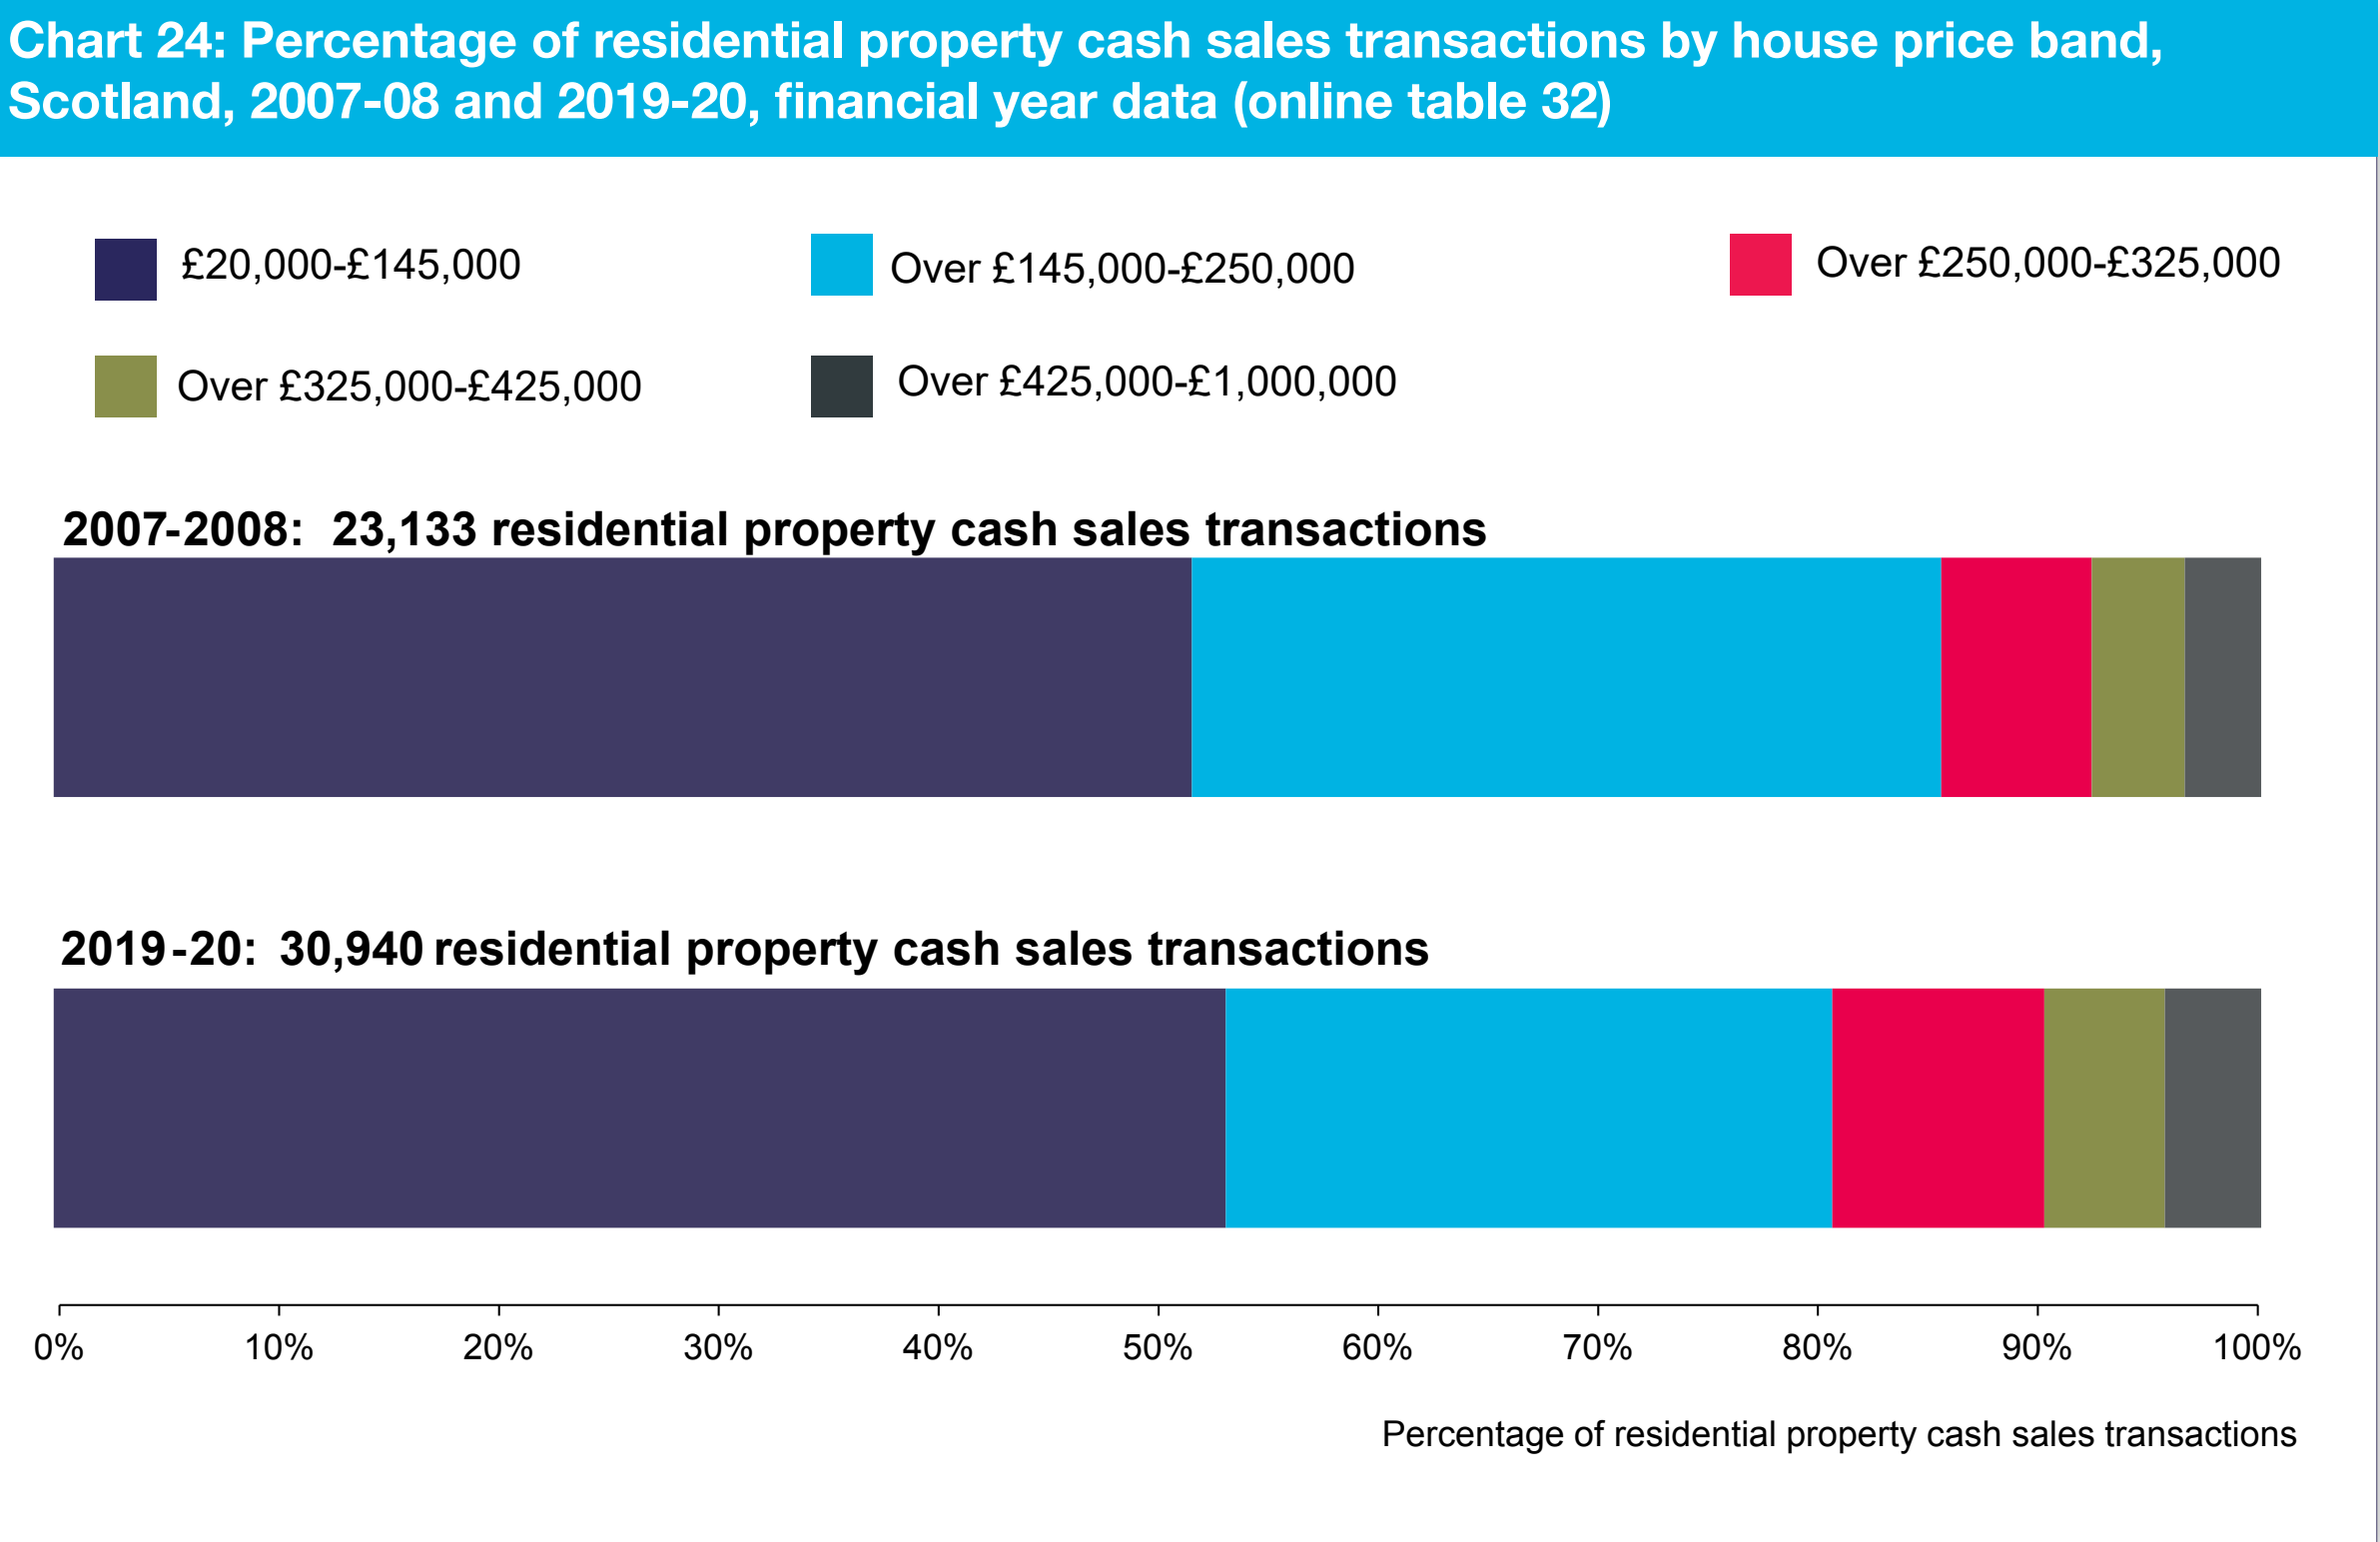 Chart 24: Percentage of residential property cash sales transactions by house price band,
Scotland, 2007-08 and 2019-20, financial year data (online table 32)
£20,000-£145,000
Over £145,000-£250,000
Over £250,000-£325,000
Over £325,000-£425,000
Over £425,000-£1,000,000
2007-2008: 23,133 residential property cash sales transactions
2019-20: 30,940 residential property cash sales transactions
0% 10% 20% 30% 40% 50% 60% 70% 80% 90% 100%
Percentage of residential property cash sales transactions